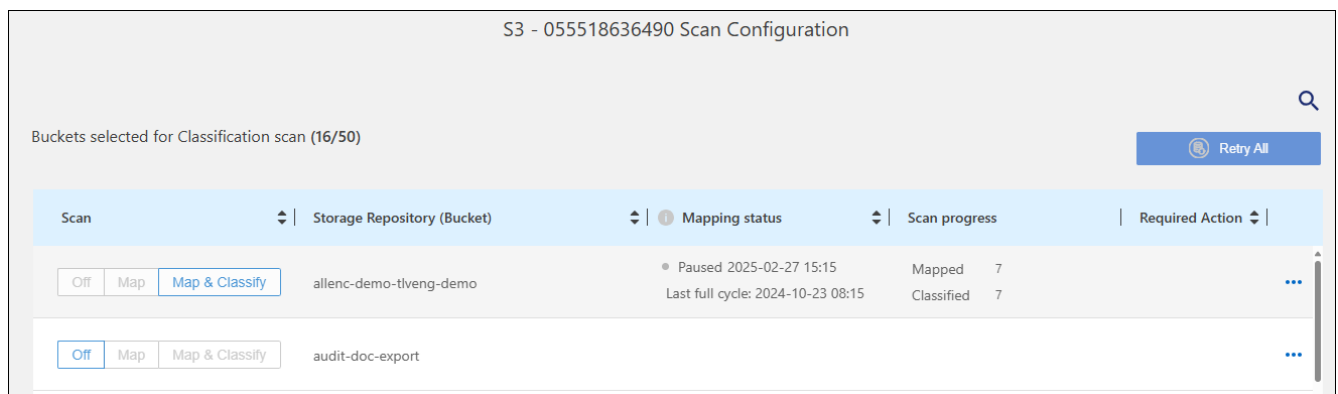 S3 - 055518636490 Scan Configuration
Buckets selected for Classification scan (16/50)
Retry All
Scan Storage Repository (Bucket) Mapping status Scan progress Required Action
Off Map Map & Classify allenc-demo-tlveng-demo Paused 2025-02-27 15:15 Mapped 7
Last full cycle: 2024-10-23 08:15 Classified 7
Off Map Map & Classify audit-doc-export